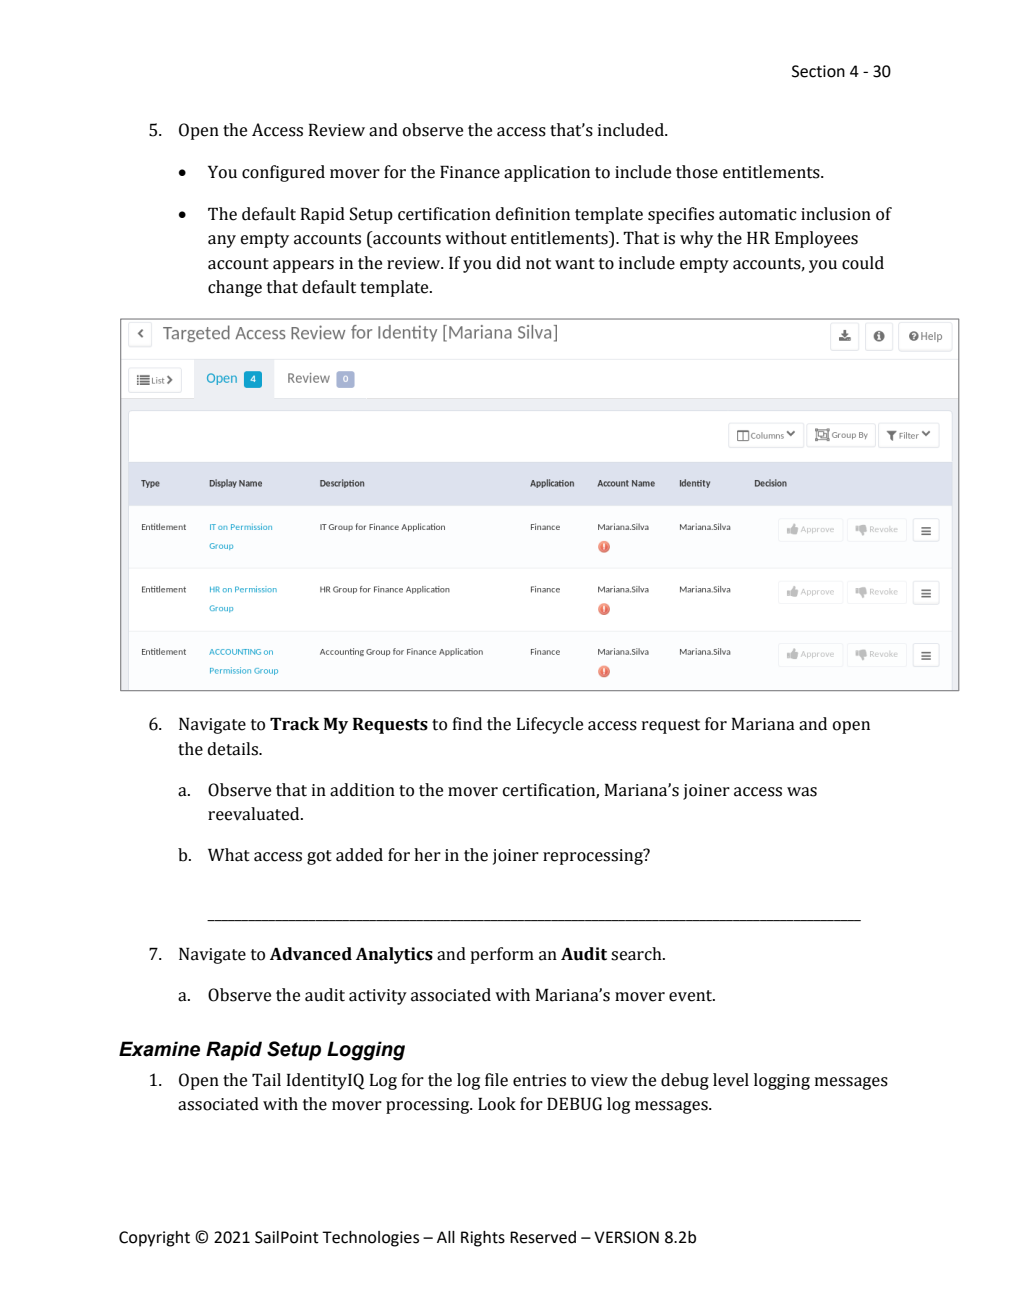 Section 4 - 30
5. Open the Access Review and observe the access that’s included.
• You configured mover for the Finance application to include those entitlements.
• The default Rapid Setup certification definition template specifies automatic inclusion of
any empty accounts (accounts without entitlements). That is why the HR Employees
account appears in the review. If you did not want to include empty accounts, you could
change that default template.
Targeted Access Review for Identity [Mariana Silva]
Help
List Open 4 Review 0
Columns Group By Filter
Type Display Name Description Application Account Name Identity Decision
Entitlement IT on Permission IT Group for Finance Application Finance Mariana.Silva Mariana.Silva Approve Revoke
Group
Entitlement HR on Permission HR Group for Finance Application Finance Mariana.Silva Mariana.Silva Approve Revoke
Group
Entitlement ACCOUNTING on Accounting Group for Finance Application Finance Mariana.Silva Mariana.Silva Approve Revoke
Permission Group
6. Navigate to Track My Requests to find the Lifecycle access request for Mariana and open
the details.
a. Observe that in addition to the mover certification, Mariana’s joiner access was
reevaluated.
b. What access got added for her in the joiner reprocessing?
7. Navigate to Advanced Analytics and perform an Audit search.
a. Observe the audit activity associated with Mariana’s mover event.
Examine Rapid Setup Logging
1. Open the Tail IdentityIQ Log for the log file entries to view the debug level logging messages
associated with the mover processing. Look for DEBUG log messages.
Copyright © 2021 SailPoint Technologies – All Rights Reserved – VERSION 8.2b